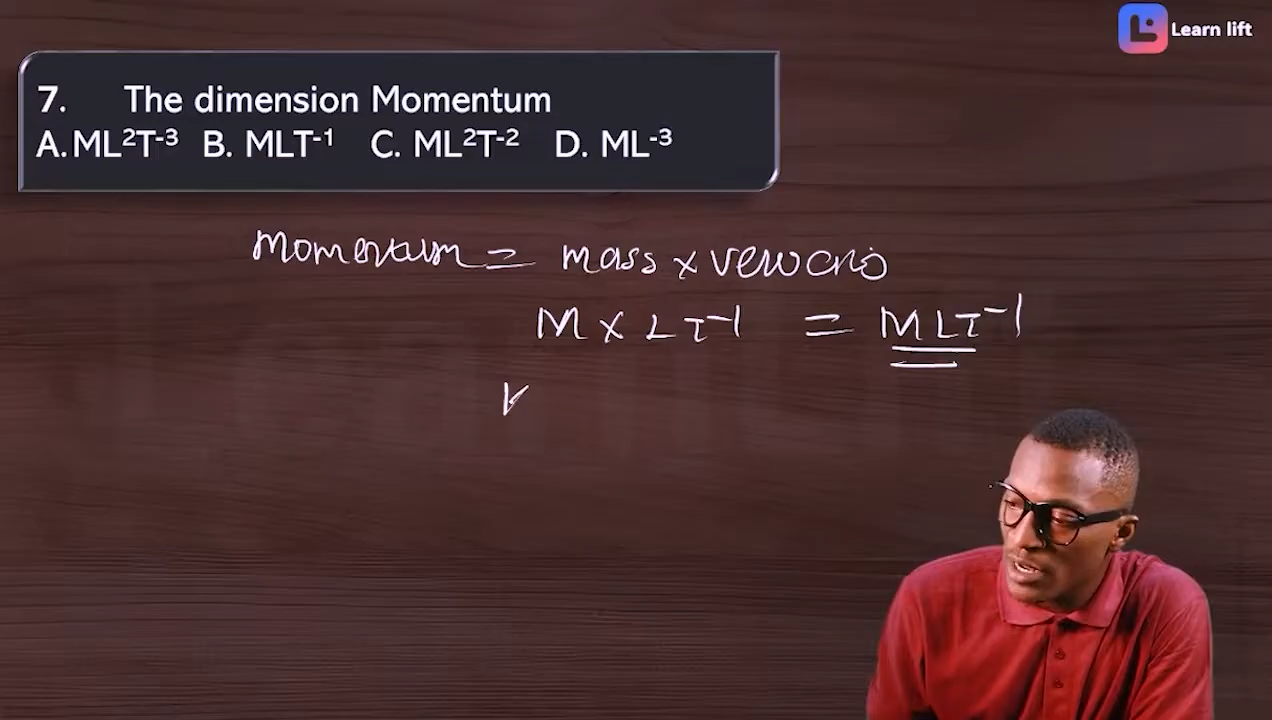 Learn lift
7. The dimension Momentum
A. ML²T⁻³ B. MLT⁻¹ C. ML²T⁻² D. ML⁻³
Momentum = mass x velocity
M x LT⁻¹ = MLT⁻¹